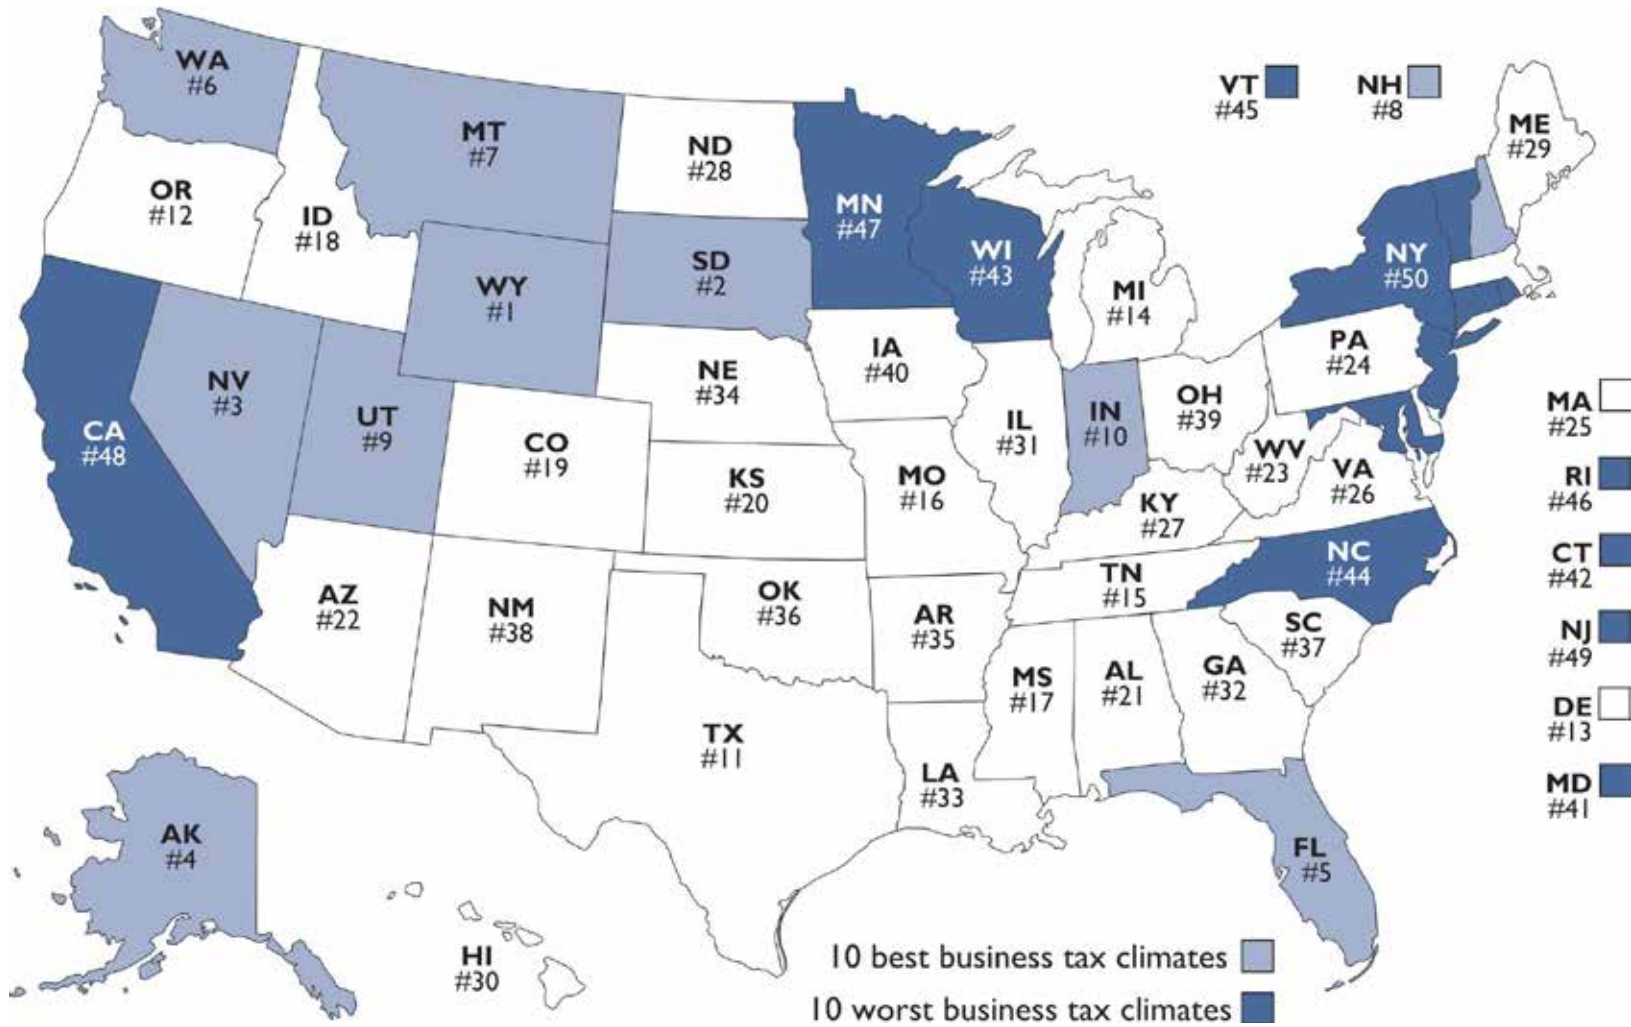 WA
#6
MT
#7
ND
#28
MN
#47
VT
#45
NH
#8
ME
#29
OR
#12
ID
#18
WY
#1
SD
#2
WI
#43
MI
#14
NY
#50
NV
#3
UT
#9
CO
#19
NE
#34
IA
#40
IL
#31
IN
#10
OH
#39
PA
#24
MA
#25
CA
#48
KS
#20
MO
#16
KY
#27
WV
#23
VA
#26
RI
#46
AZ
#22
NM
#38
OK
#36
AR
#35
TN
#15
NC
#44
CT
#42
TX
#11
LA
#33
MS
#17
AL
#21
GA
#32
SC
#37
NJ
#49
DE
#13
AK
#4
HI
#30
FL
#5
MD
#41
10 best business tax climates
10 worst business tax climates